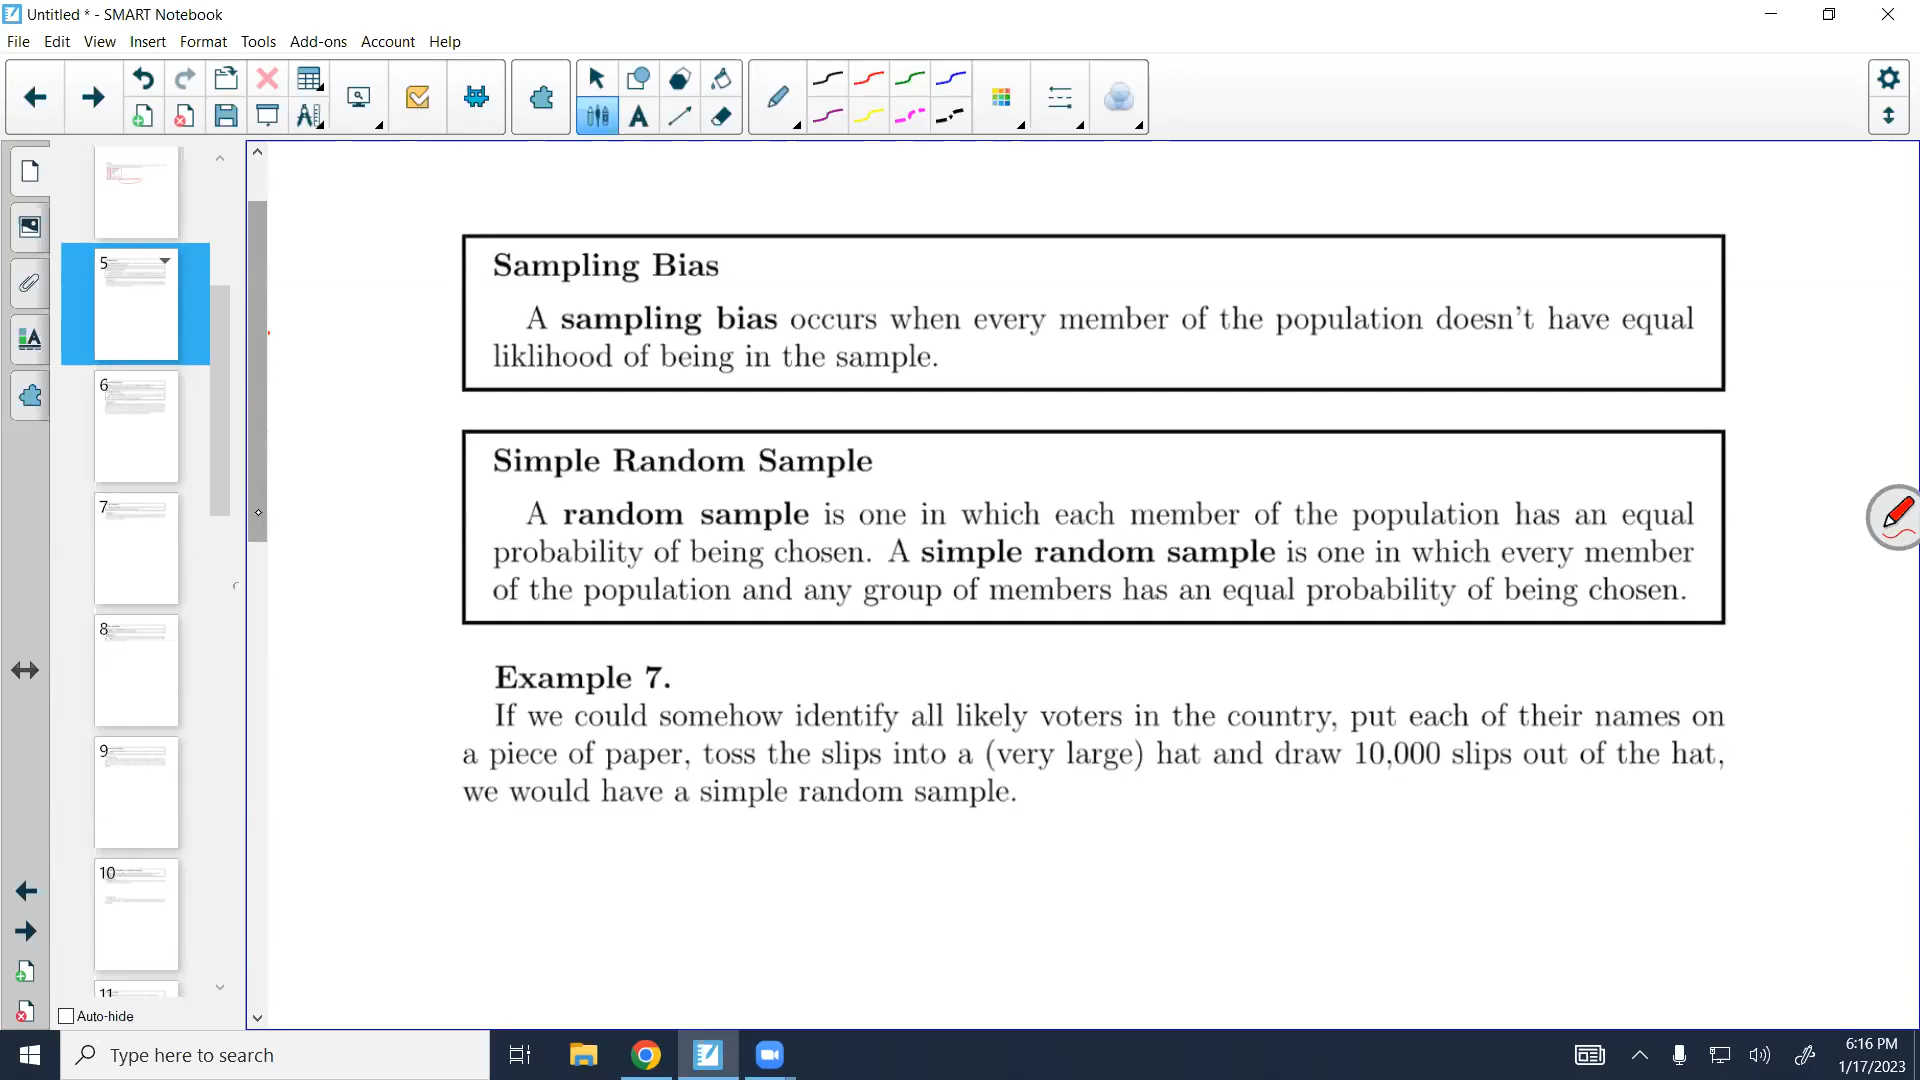 Untitled * - SMART Notebook
File Edit View Insert Format Tools Add-ons Account Help
A
5
6
7
8
9
10
11
Auto-hide
Sampling Bias
A sampling bias occurs when every member of the population doesn't have equal
liklihood of being in the sample.
Simple Random Sample
A random sample is one in which each member of the population has an equal
probability of being chosen. A simple random sample is one in which every member
of the population and any group of members has an equal probability of being chosen.
Example 7.
If we could somehow identify all likely voters in the country, put each of their names on
a piece of paper, toss the slips into a (very large) hat and draw 10,000 slips out of the hat,
we would have a simple random sample.
Type here to search
6:16 PM
1/17/2023